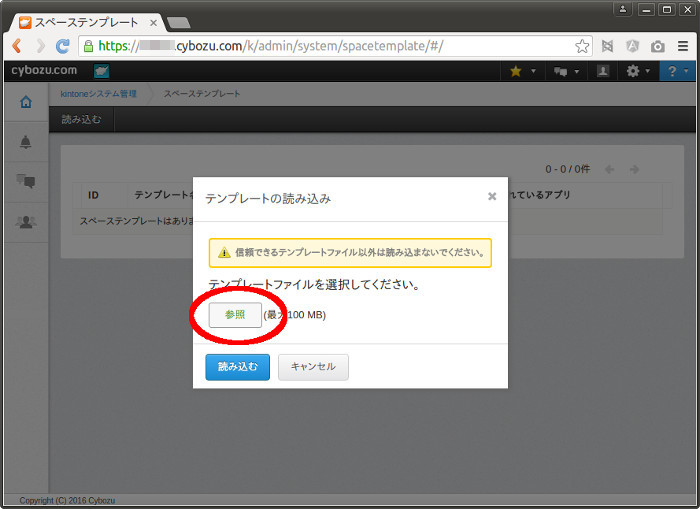 スペーステンプレート
https://
.cybozu.com/k/admin/system/spacetemplate/#/
cybozu.com
kintoneシステム管理 スペーステンプレート
読み込む
0 - 0 / 0件
ID テンプレート れているアプリ
スペーステンプレートはありま
テンプレートの読み込み
信頼できるテンプレートファイル以外は読み込まないでください。
テンプレートファイルを選択してください。
参照 (最大100 MB)
読み込む キャンセル
Copyright (C) 2016 Cybozu